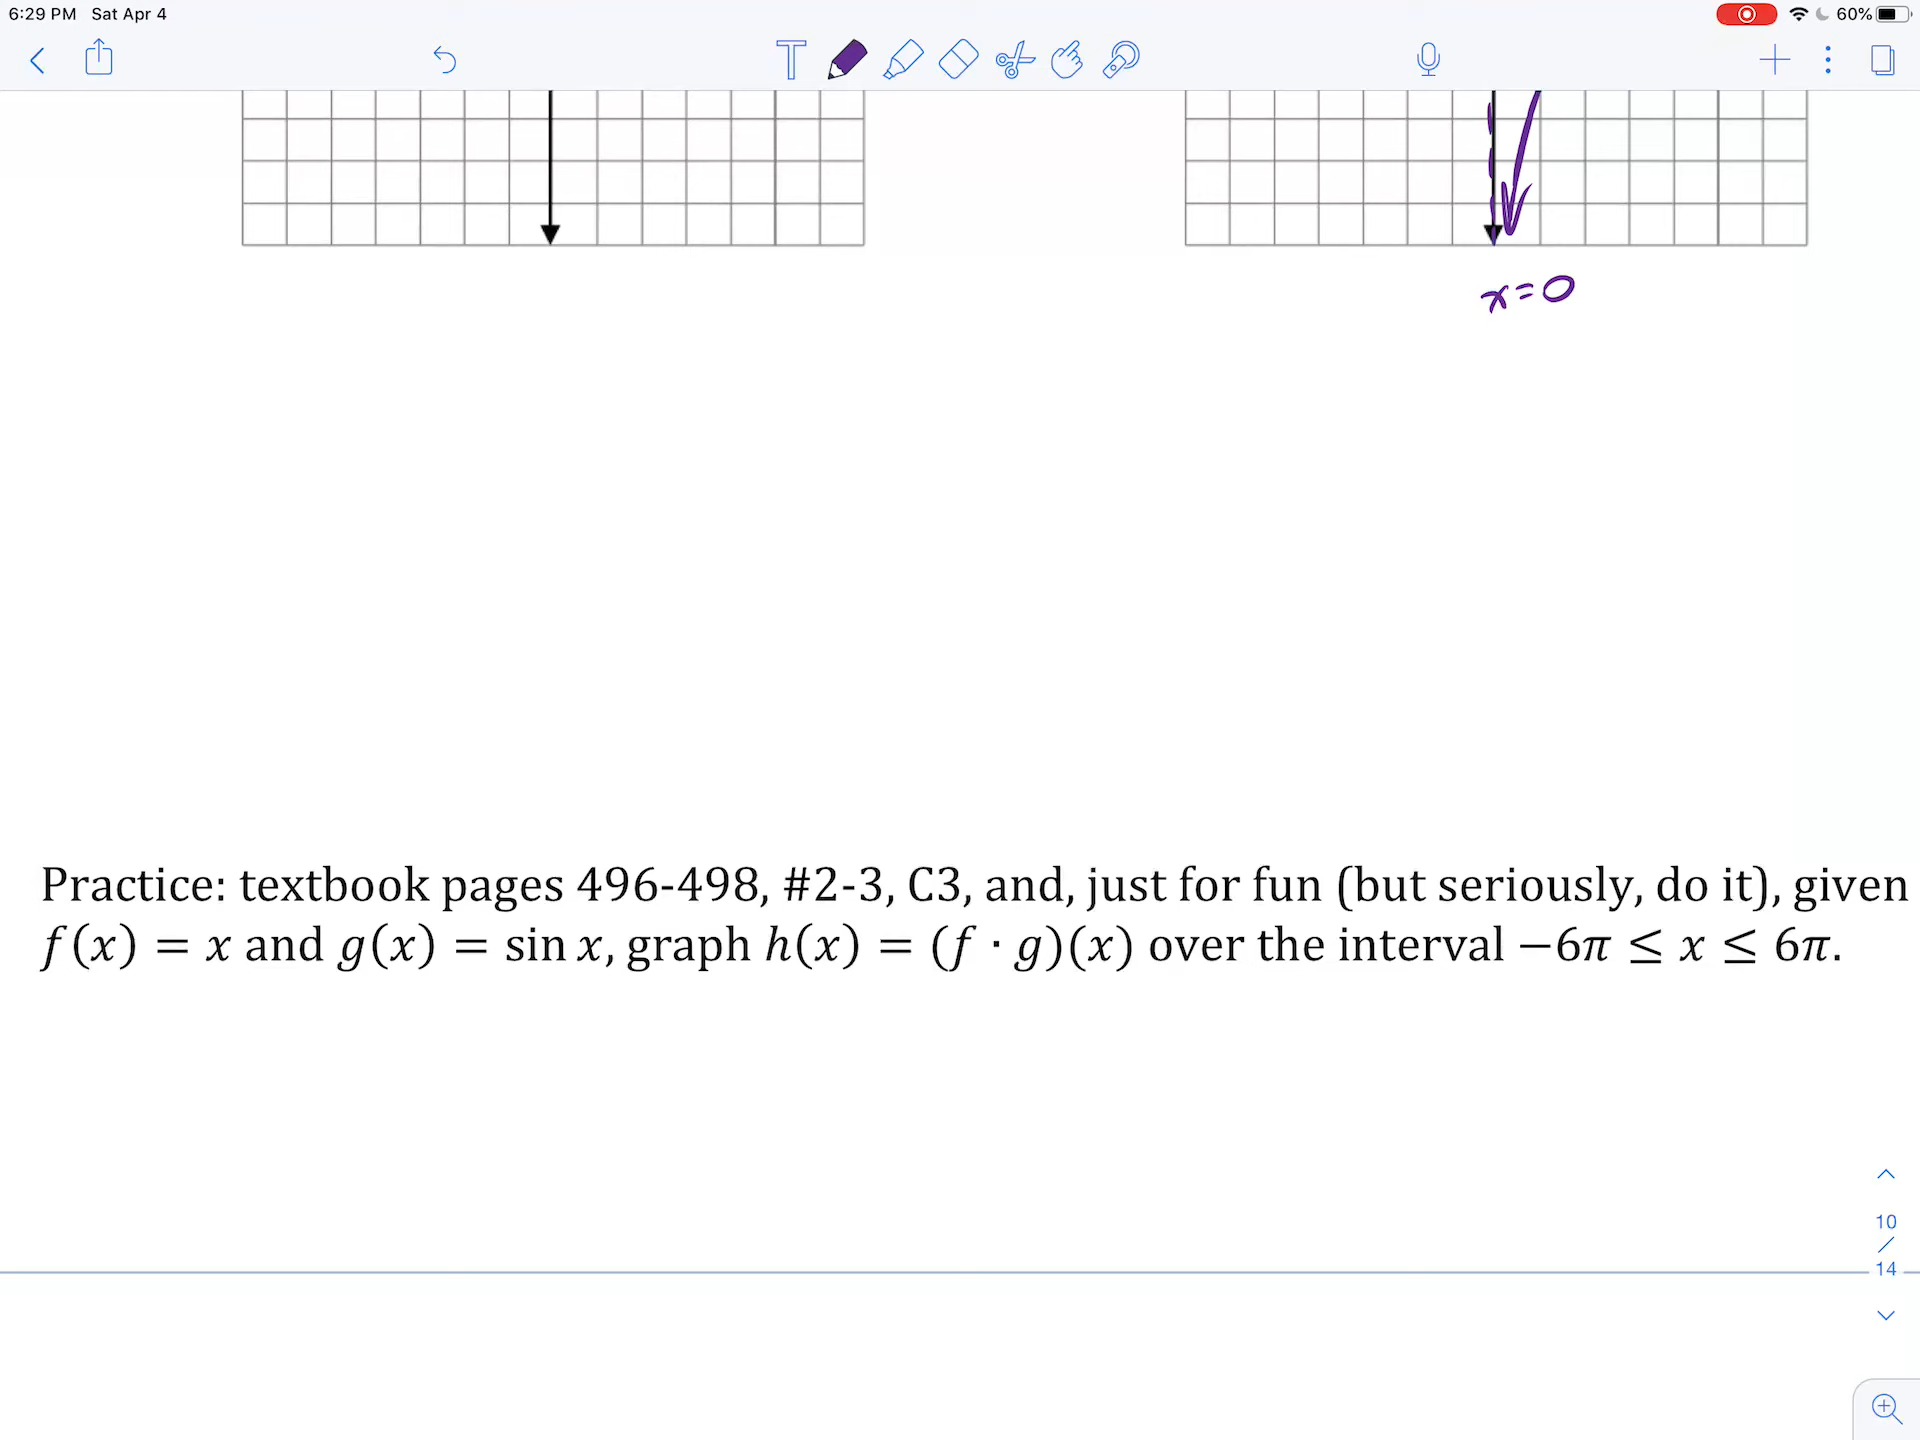 6:29 PM Sat Apr 4
60%
T
x=0
Practice: textbook pages 496-498, #2-3, C3, and, just for fun (but seriously, do it), given
f(x) = x and g(x) = sin x, graph h(x) = (f · g)(x) over the interval −6π ≤ x ≤ 6π.
10
/
14